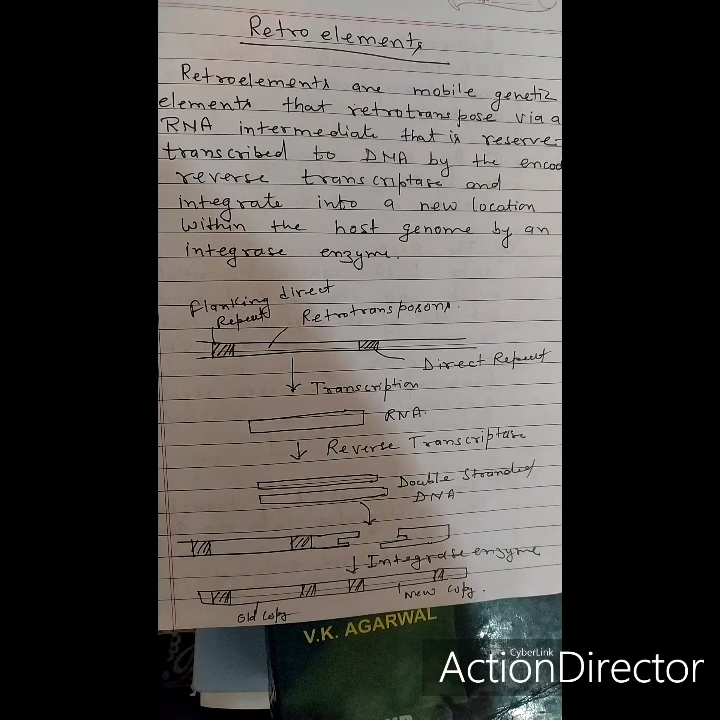 Retro elements
Retroelements are mobile genetic
elements that retrotranspose via a
RNA intermediate that is reserve-
transcribed to DNA by the encod
reverse transcriptase and
integrate into a new location
within the host genome by an
integrase enzyme.
Flanking direct
Repeat
Retrotransposons.
Direct Repeat
Transcription
RNA.
Reverse Transcriptase
Double Stranded
DNA
Integrase enzyme
New copy.
Old copy
V.K. AGARWAL
CyberLink
ActionDirector